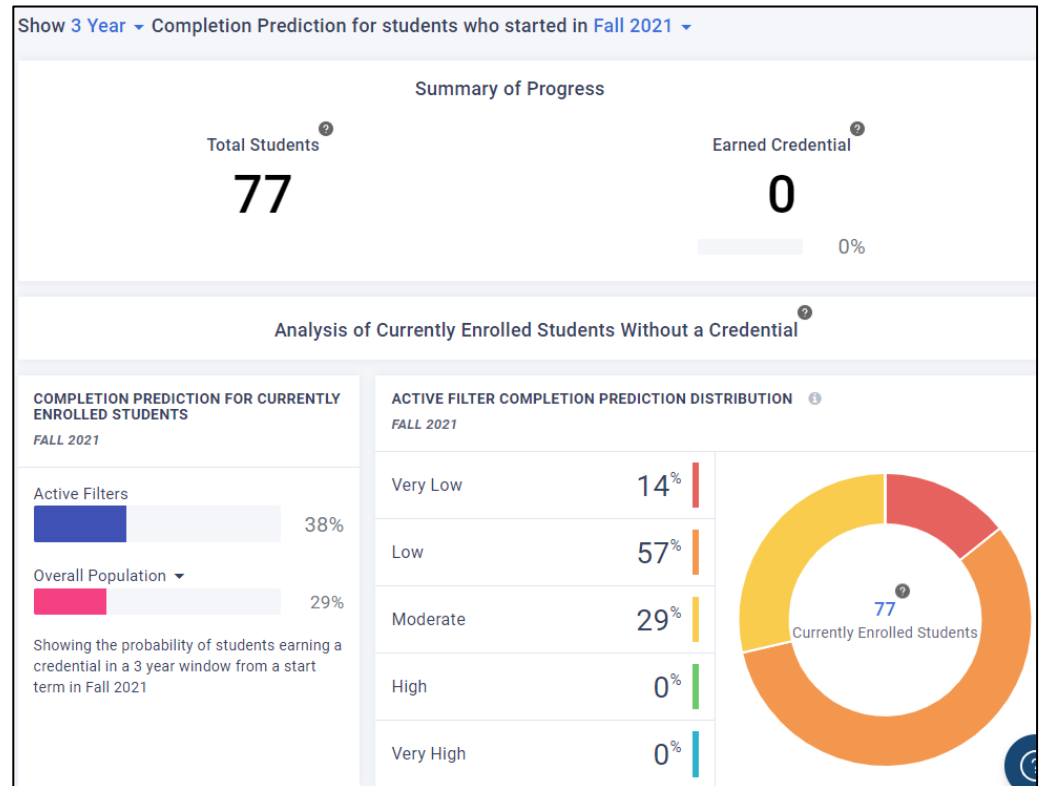 Show 3 Year Completion Prediction for students who started in Fall 2021
Summary of Progress
Total Students ?
77
Earned Credential ?
0
0%
Analysis of Currently Enrolled Students Without a Credential ?
COMPLETION PREDICTION FOR CURRENTLY
ENROLLED STUDENTS
FALL 2021
Active Filters
38%
Overall Population
29%
Showing the probability of students earning a
credential in a 3 year window from a start
term in Fall 2021
ACTIVE FILTER COMPLETION PREDICTION DISTRIBUTION i
FALL 2021
Very Low 14%
Low 57%
Moderate 29%
High 0%
Very High 0%
77 ?
Currently Enrolled Students
?